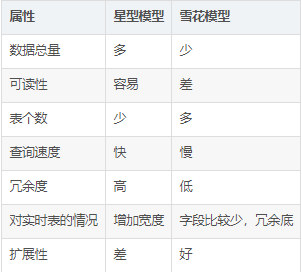 属性 星型模型 雪花模型
数据总量 多 少
可读性 容易 差
表个数 少 多
查询速度 快 慢
冗余度 高 低
对实时表的情况 增加宽度 字段比较少，冗余底
扩展性 差 好